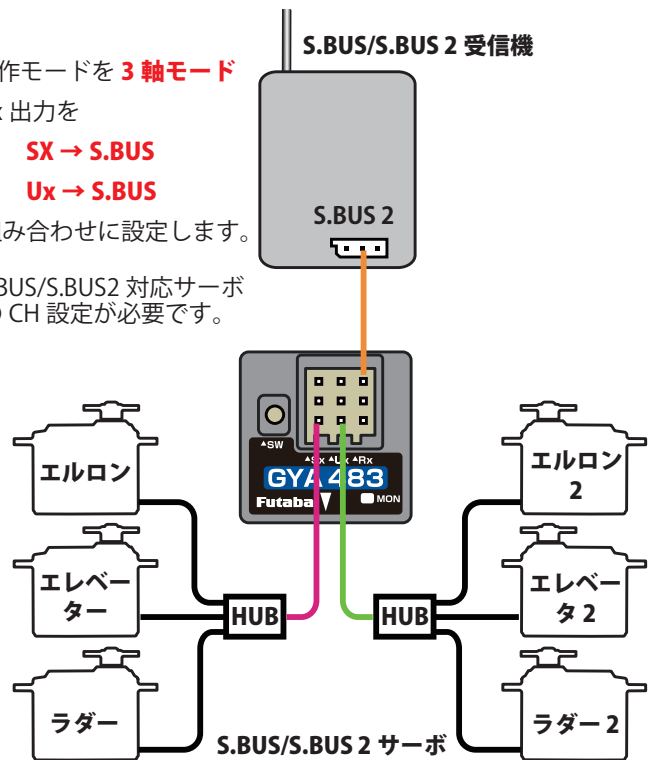 S.BUS/S.BUS 2 受信機
作モードを 3 軸モード
x 出力を
SX → S.BUS
Ux → S.BUS
み合わせに設定します。
BUS/S.BUS2 対応サーボ
CH 設定が必要です。
S.BUS 2
▲SW
▲Sx ▲Ux ▲Rx
GYA 483
Futaba
MON
エルロン
エレベー
ター
ラダー
HUB
HUB
エルロン
2
エレベー
タ 2
ラダー 2
S.BUS/S.BUS 2 サーボ